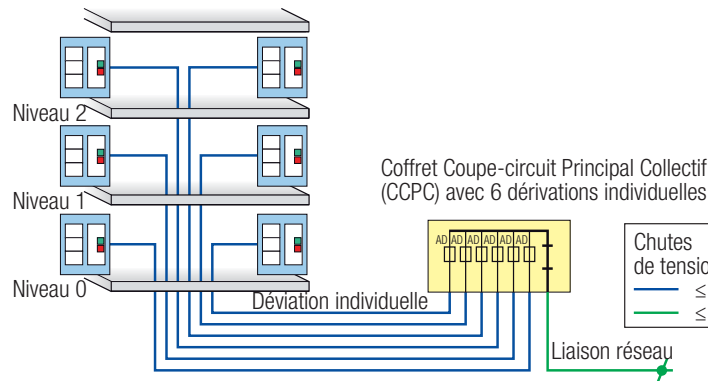 Niveau 2
Niveau 1
Niveau 0
Coffret Coupe-circuit Principal Collectif
(CCPC) avec 6 dérivations individuelles
AD AD AD AD AD AD
Déviation individuelle
Liaison réseau
Chutes
de tensio
≤
≤